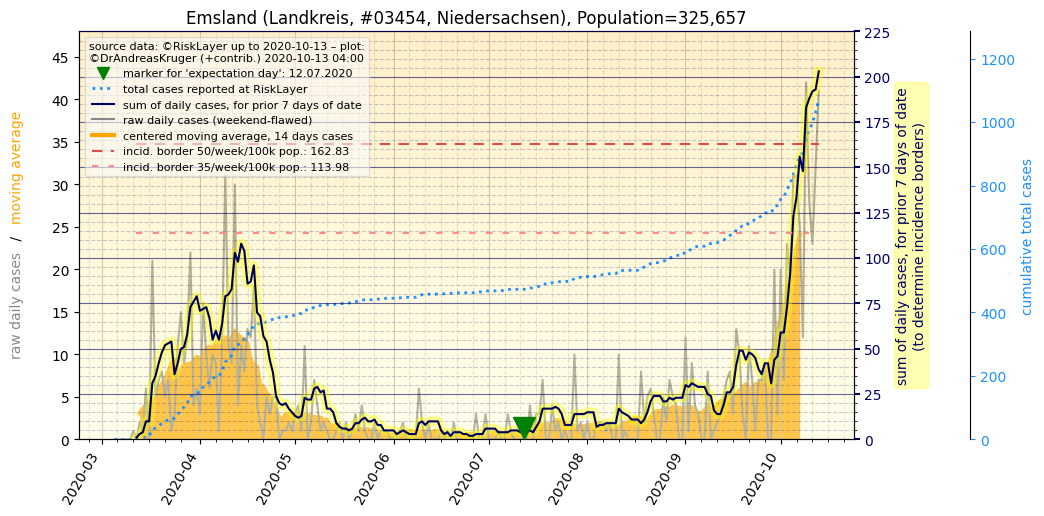 Emsland (Landkreis, #03454, Niedersachsen), Population=325,657
source data: ©RiskLayer up to 2020-10-13 – plot:
©DrAndreasKruger (+contrib.) 2020-10-13 04:00
marker for 'expectation day': 12.07.2020
total cases reported at RiskLayer
sum of daily cases, for prior 7 days of date
raw daily cases (weekend-flawed)
centered moving average, 14 days cases
incid. border 50/week/100k pop.: 162.83
incid. border 35/week/100k pop.: 113.98
raw daily cases / moving average
45
40
35
30
25
20
15
10
5
0
2020-03
2020-04
2020-05
2020-06
2020-07
2020-08
2020-09
2020-10
225
200
175
150
125
100
75
50
25
0
sum of daily cases, for prior 7 days of date
(to determine incidence borders)
1200
1000
800
600
400
200
0
cumulative total cases